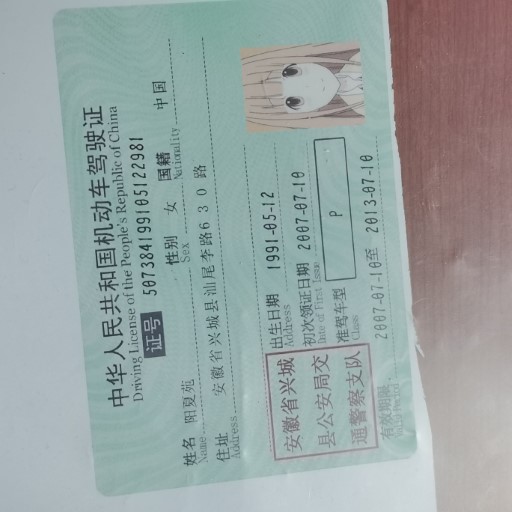 中华人民共和国机动车驾驶证
Driving License of the People's Republic of China
证号 507384199105122981
姓名 阳夏苑 性别 女 国籍 中国
Name Sex Nationality
住址 安徽省兴城县汕尾李路630路
Address
出生日期 1991-05-12
Address
初次领证日期 2007-07-10
Date of First Issue
准驾车型 P
Class
有效期限 2007-07-10至 2013-07-10
Valid Period
安徽省兴城
县公安局交
通警察支队